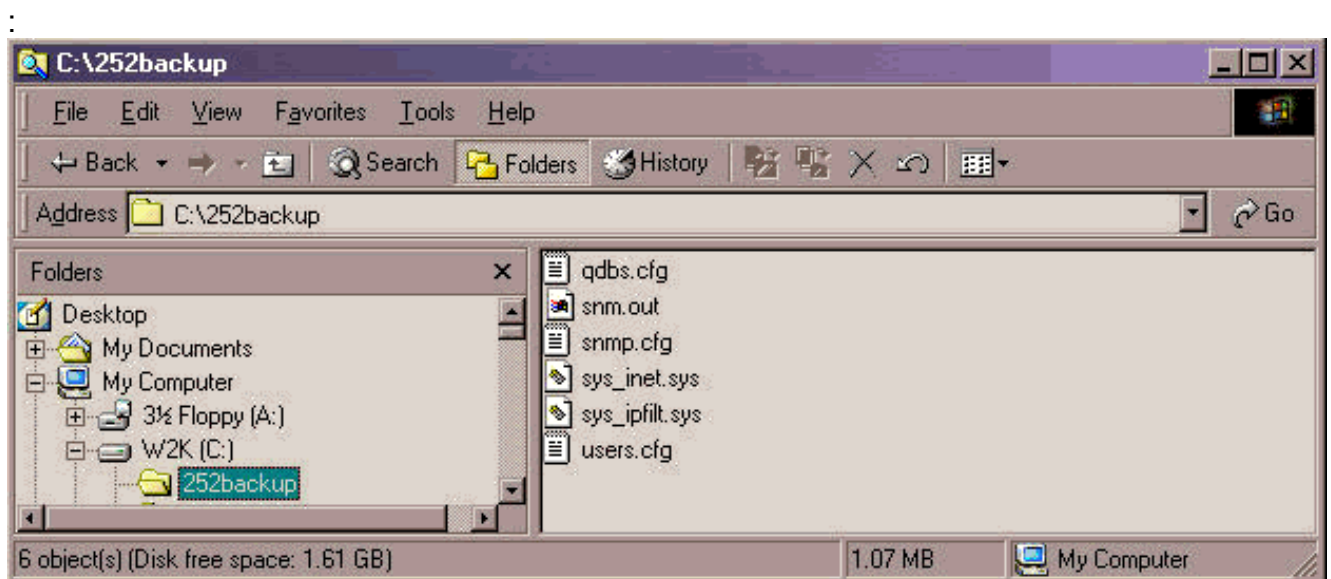 :
C:\252backup
File Edit View Favorites Tools Help
Back Search Folders History
Address C:\252backup Go
Folders
Desktop
My Documents
My Computer
3½ Floppy (A:)
W2K (C:)
252backup
qdbs.cfg
snm.out
snmp.cfg
sys_inet.sys
sys_ipfilt.sys
users.cfg
6 object(s) (Disk free space: 1.61 GB) 1.07 MB My Computer